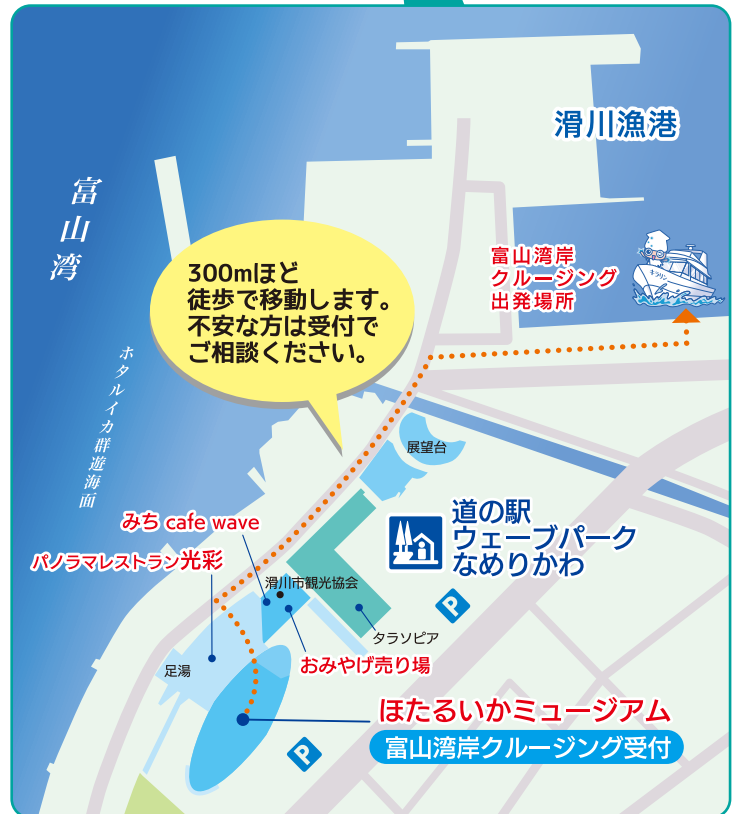 滑川漁港
富山湾
富山湾岸
クルージング
出発場所
キラリン
300mほど
徒歩で移動します。
不安な方は受付で
ご相談ください。
ホタルイカ群遊海面
展望台
道の駅
ウェーブパーク
なめりかわ
みち cafe wave
パノラマレストラン光彩
滑川市観光協会
P
タラソピア
おみやげ売り場
足湯
ほたるいかミュージアム
富山湾岸クルージング受付
P